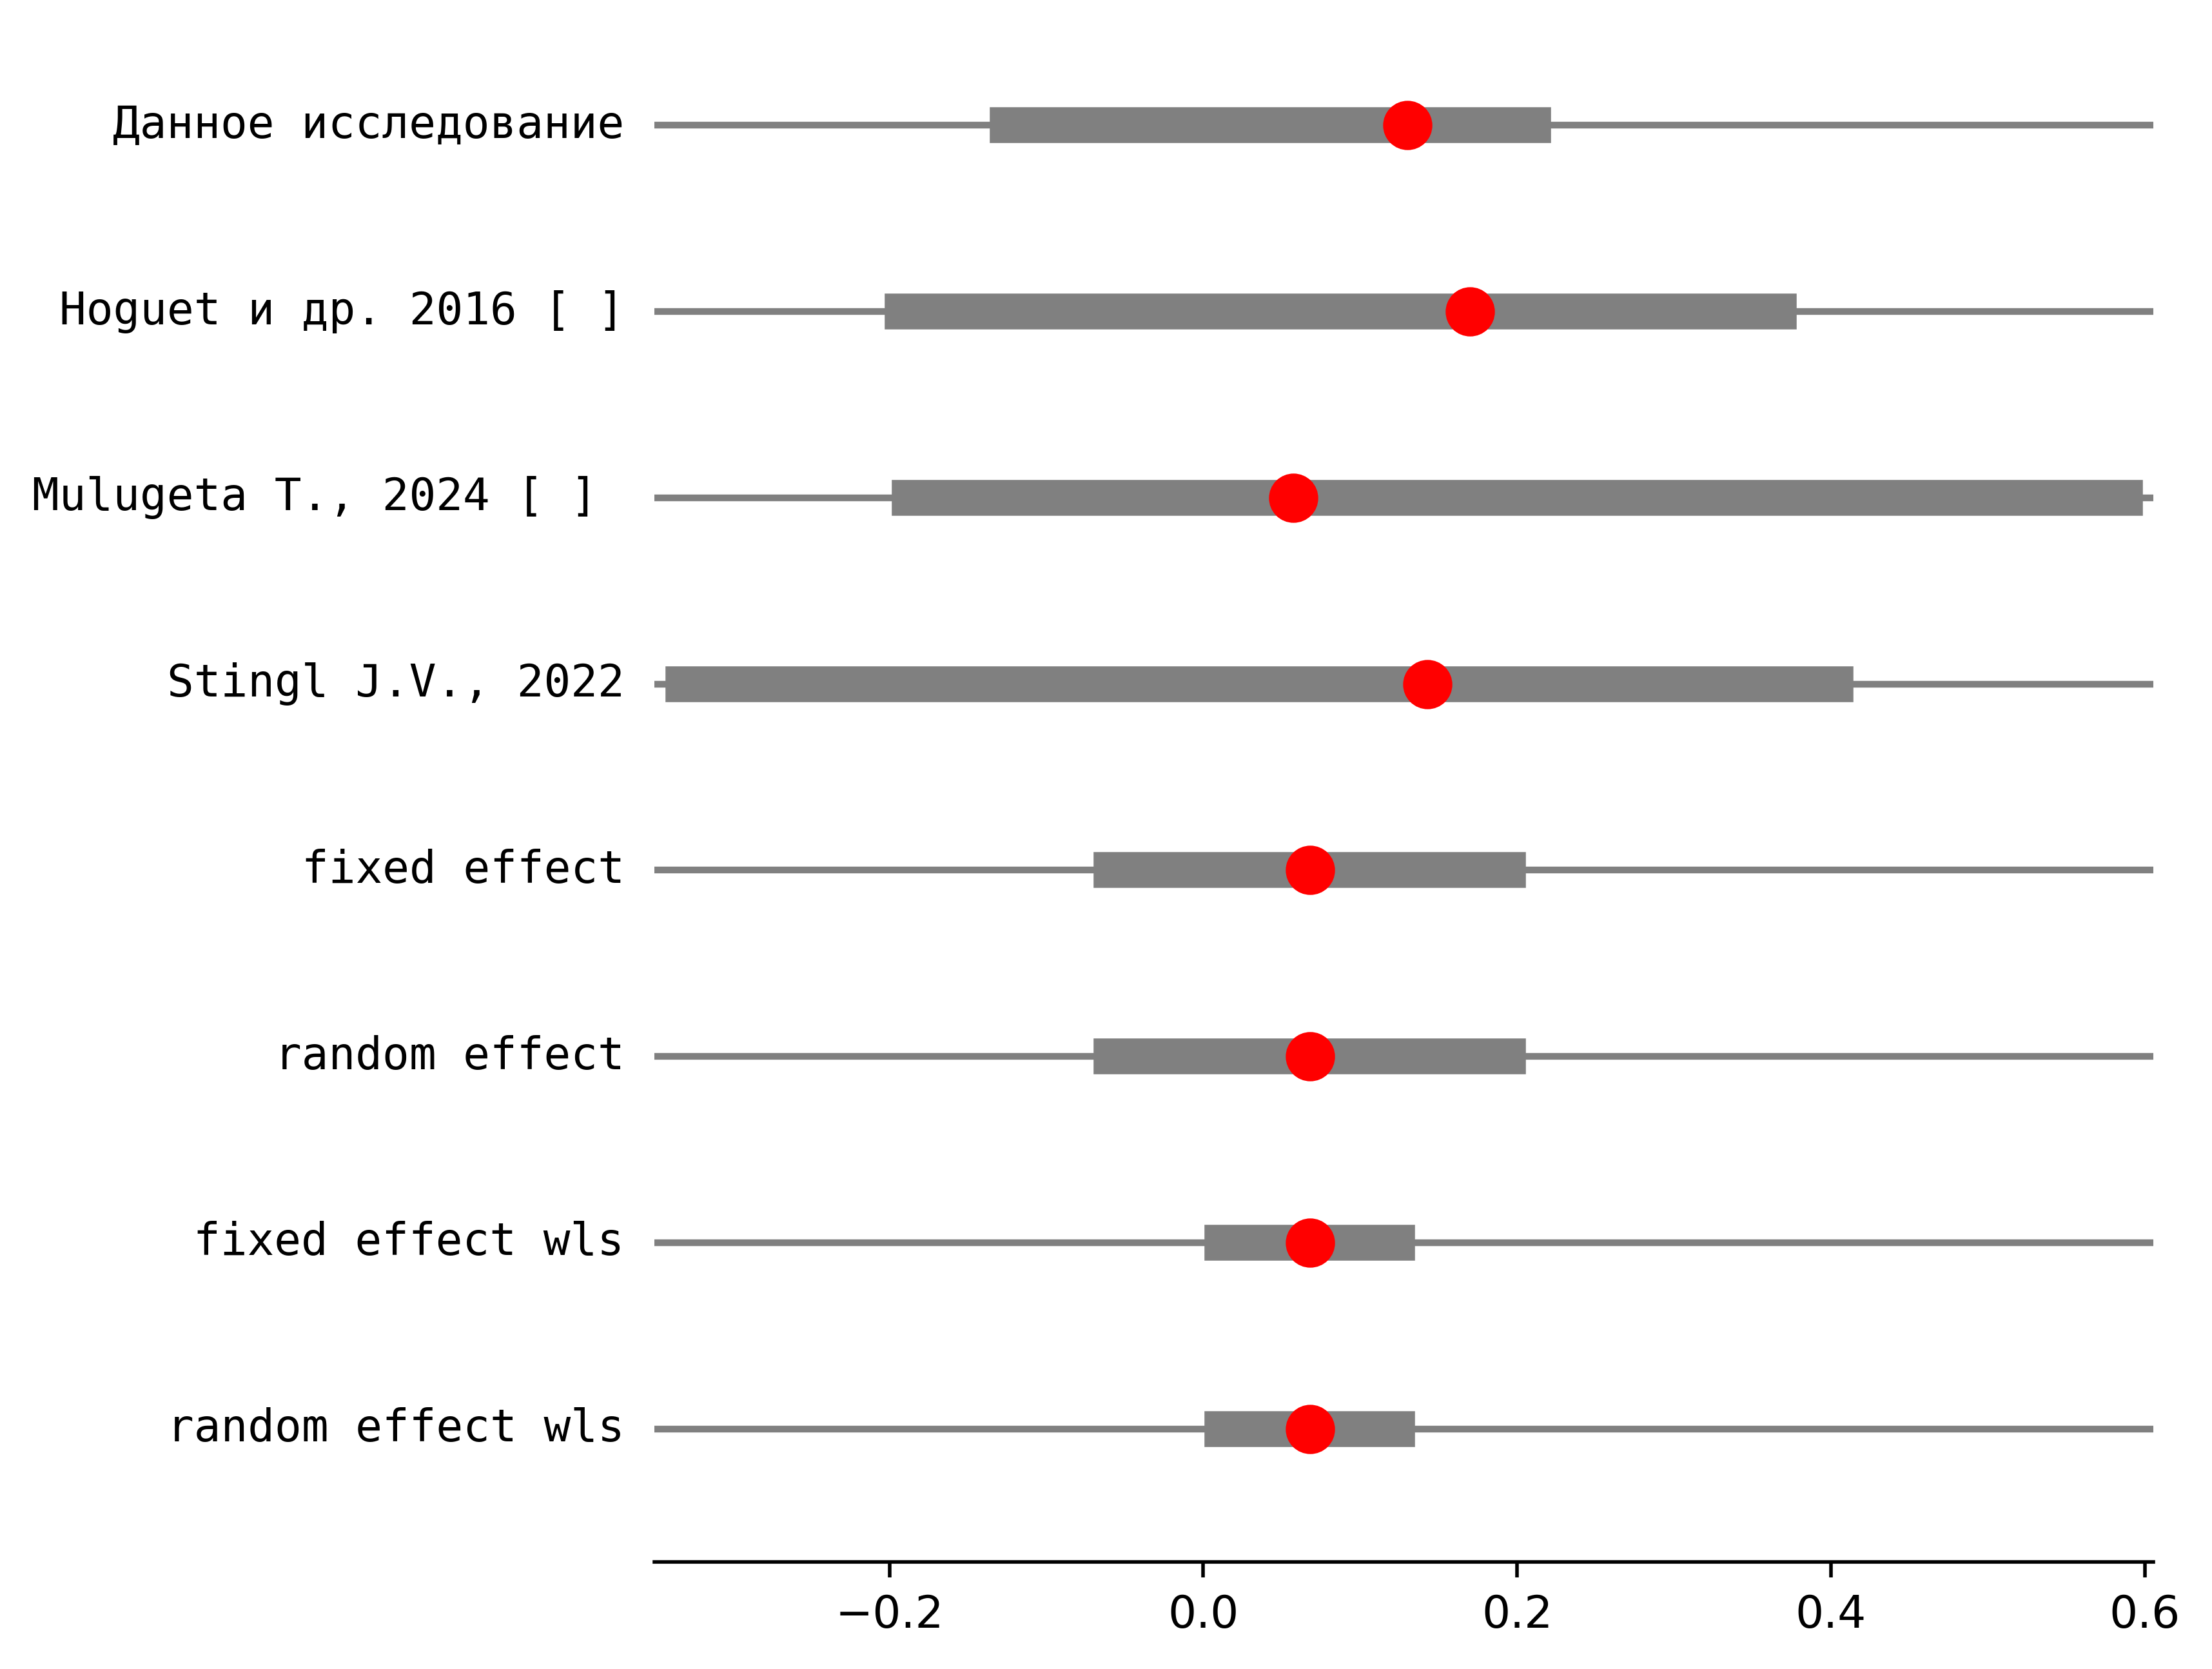 Данное исследование
Hoguet и др. 2016 [ ]
Mulugeta T., 2024 [ ]
Stingl J.V., 2022
fixed effect
random effect
fixed effect wls
random effect wls
−0.2 0.0 0.2 0.4 0.6